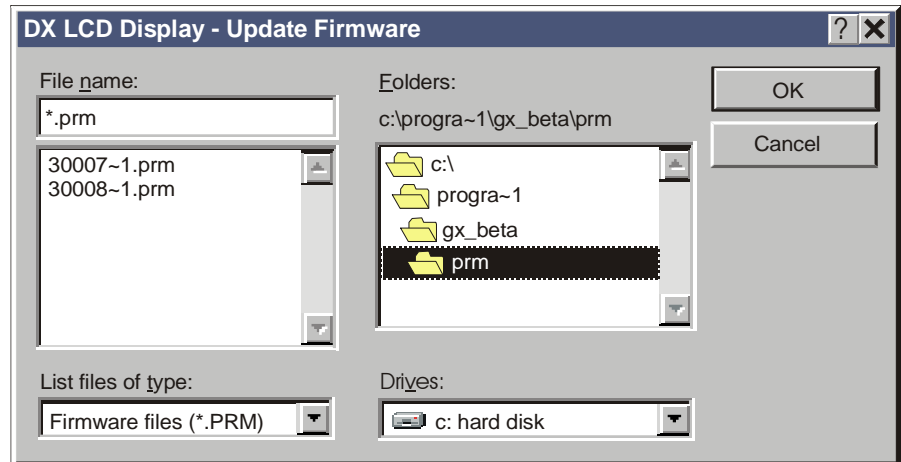 DX LCD Display - Update Firmware
?
File name:
*.prm
30007~1.prm
30008~1.prm
List files of type:
Firmware files (*.PRM)
Folders:
c:\progra~1\gx_beta\prm
c:\
progra~1
gx_beta
prm
Drives:
c: hard disk
OK
Cancel